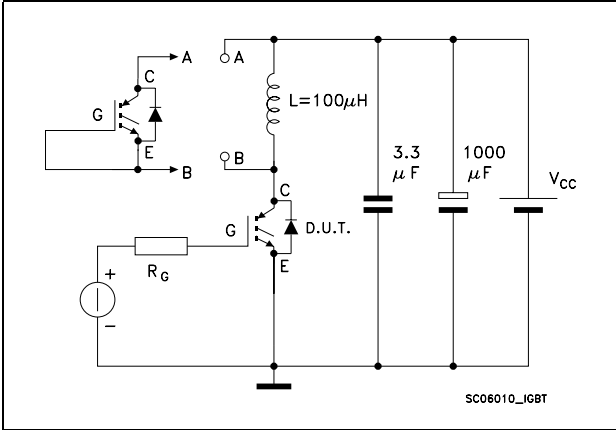 A
A
C
G
L=100µH
E
B
B
3.3
µF
1000
µF
VCC
C
G
D.U.T.
E
RG
+
–
SC06010_IGBT